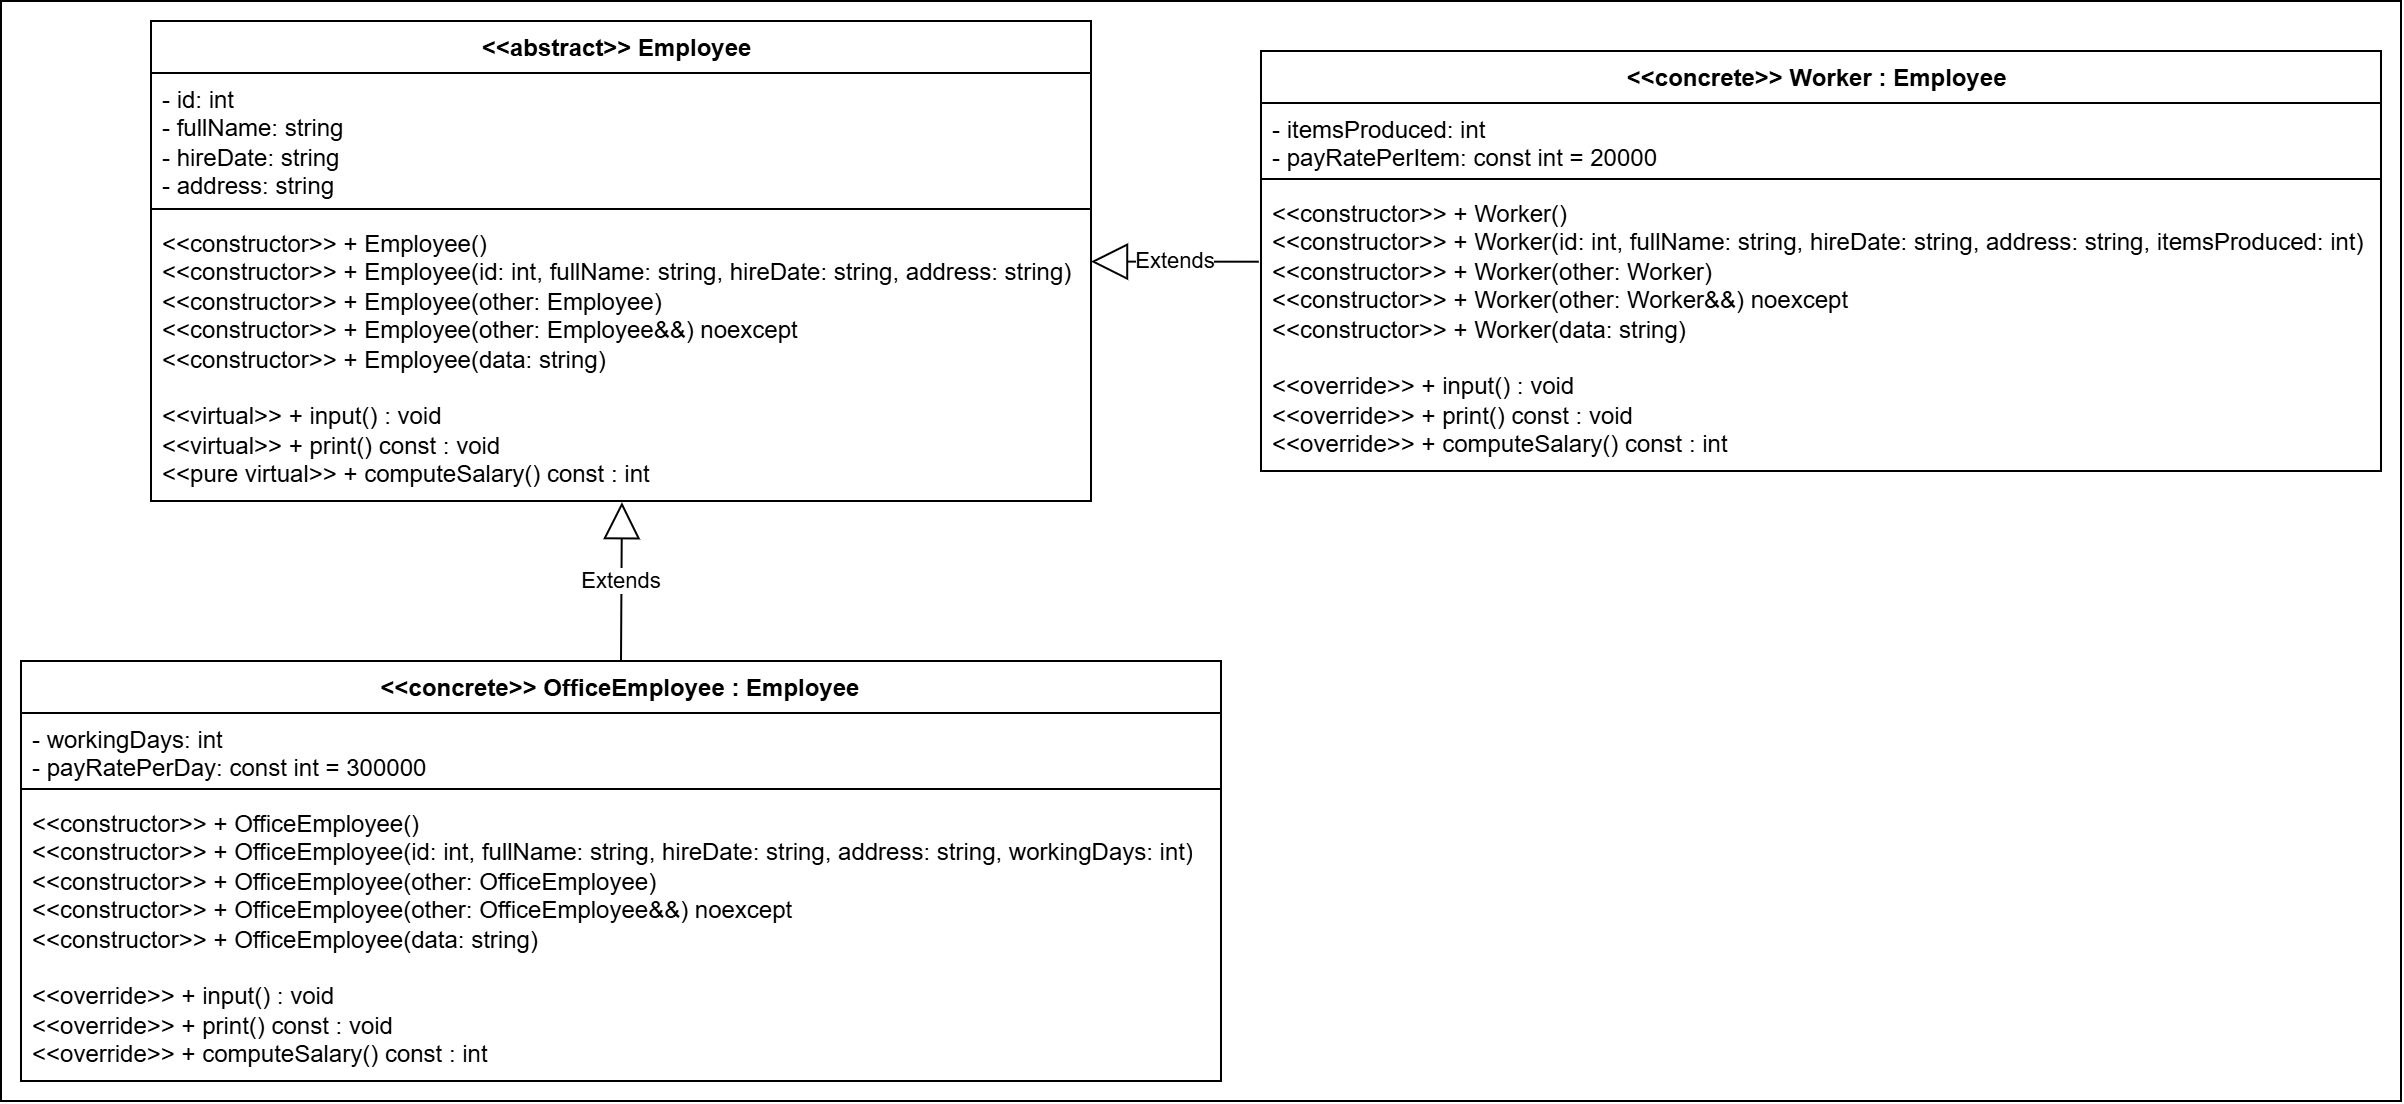 <<abstract>> Employee
- id: int
- fullName: string
- hireDate: string
- address: string
<<constructor>> + Employee()
<<constructor>> + Employee(id: int, fullName: string, hireDate: string, address: string)
<<constructor>> + Employee(other: Employee)
<<constructor>> + Employee(other: Employee&&) noexcept
<<constructor>> + Employee(data: string)
<<virtual>> + input() : void
<<virtual>> + print() const : void
<<pure virtual>> + computeSalary() const : int
Extends
<<concrete>> Worker : Employee
- itemsProduced: int
- payRatePerItem: const int = 20000
<<constructor>> + Worker()
<<constructor>> + Worker(id: int, fullName: string, hireDate: string, address: string, itemsProduced: int)
<<constructor>> + Worker(other: Worker)
<<constructor>> + Worker(other: Worker&&) noexcept
<<constructor>> + Worker(data: string)
<<override>> + input() : void
<<override>> + print() const : void
<<override>> + computeSalary() const : int
Extends
<<concrete>> OfficeEmployee : Employee
- workingDays: int
- payRatePerDay: const int = 300000
<<constructor>> + OfficeEmployee()
<<constructor>> + OfficeEmployee(id: int, fullName: string, hireDate: string, address: string, workingDays: int)
<<constructor>> + OfficeEmployee(other: OfficeEmployee)
<<constructor>> + OfficeEmployee(other: OfficeEmployee&&) noexcept
<<constructor>> + OfficeEmployee(data: string)
<<override>> + input() : void
<<override>> + print() const : void
<<override>> + computeSalary() const : int